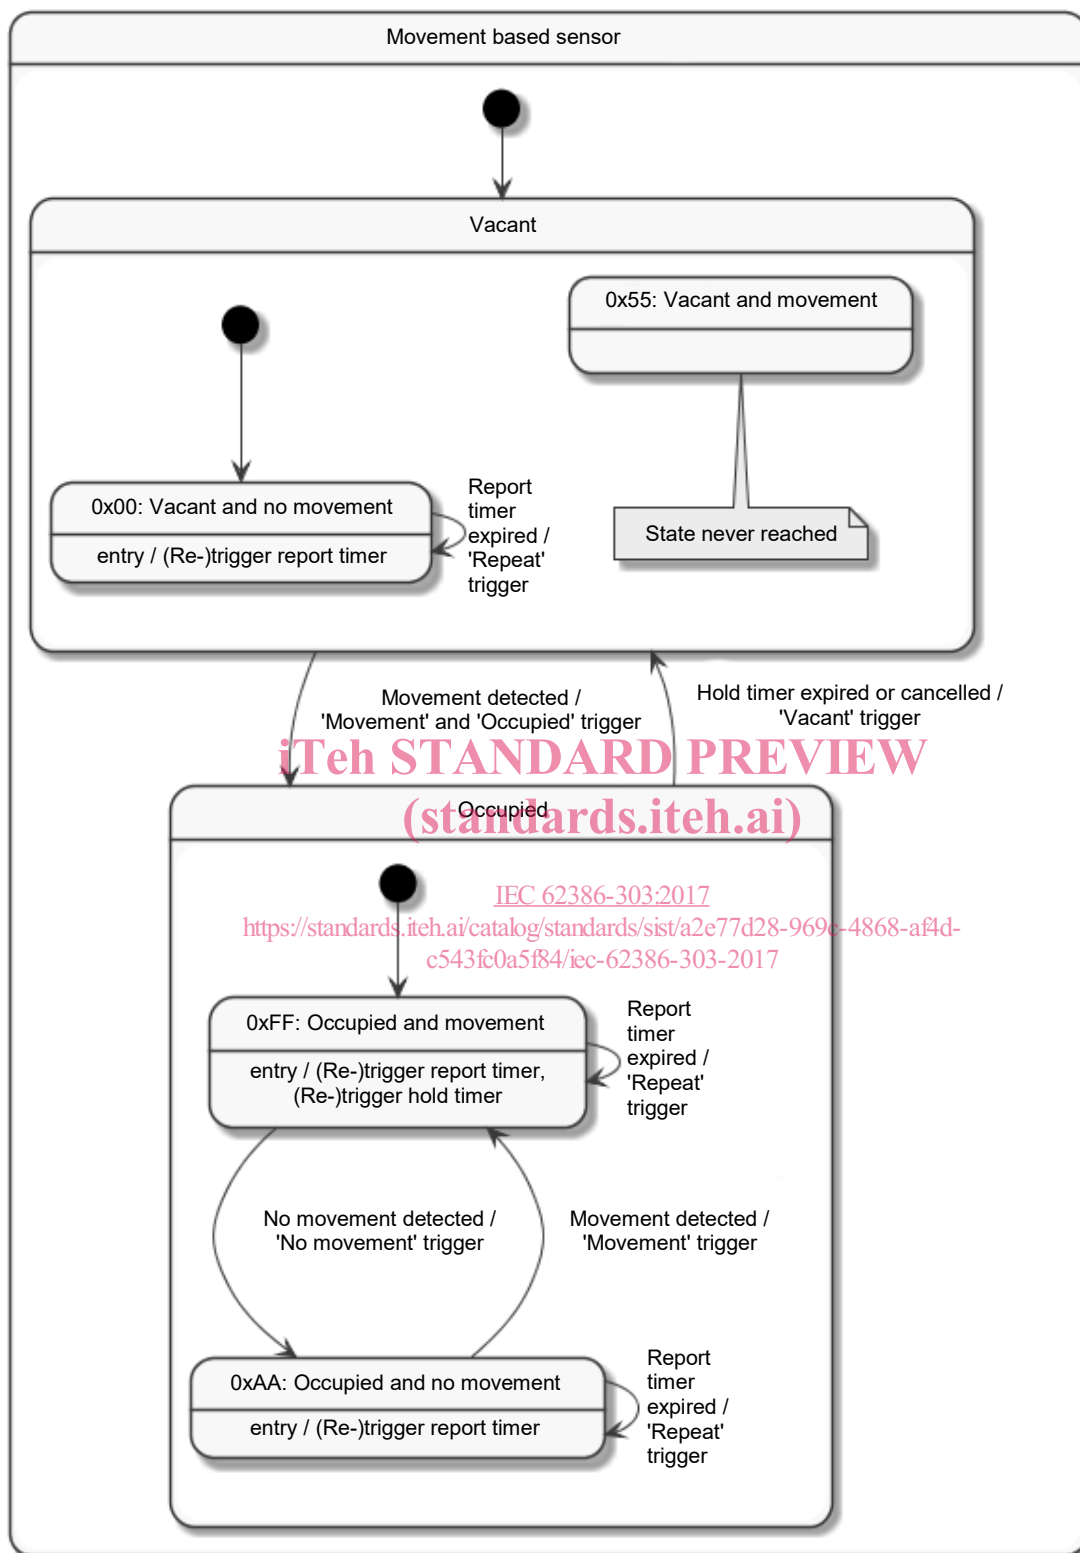 Movement based sensor
Vacant
0x55: Vacant and movement
0x00: Vacant and no movement
entry / (Re-)trigger report timer
Report
timer
expired /
'Repeat'
trigger
State never reached
Movement detected /
'Movement' and 'Occupied' trigger
Hold timer expired or cancelled /
'Vacant' trigger
iTeh STANDARD PREVIEW
Occupied
(standards.iteh.ai)
IEC 62386-303:2017
https://standards.iteh.ai/catalog/standards/sist/a2e77d28-969c-4868-af4d-
c543fc0a5f84/iec-62386-303-2017
0xFF: Occupied and movement
entry / (Re-)trigger report timer,
(Re-)trigger hold timer
Report
timer
expired /
'Repeat'
trigger
No movement detected /
'No movement' trigger
Movement detected /
'Movement' trigger
0xAA: Occupied and no movement
entry / (Re-)trigger report timer
Report
timer
expired /
'Repeat'
trigger